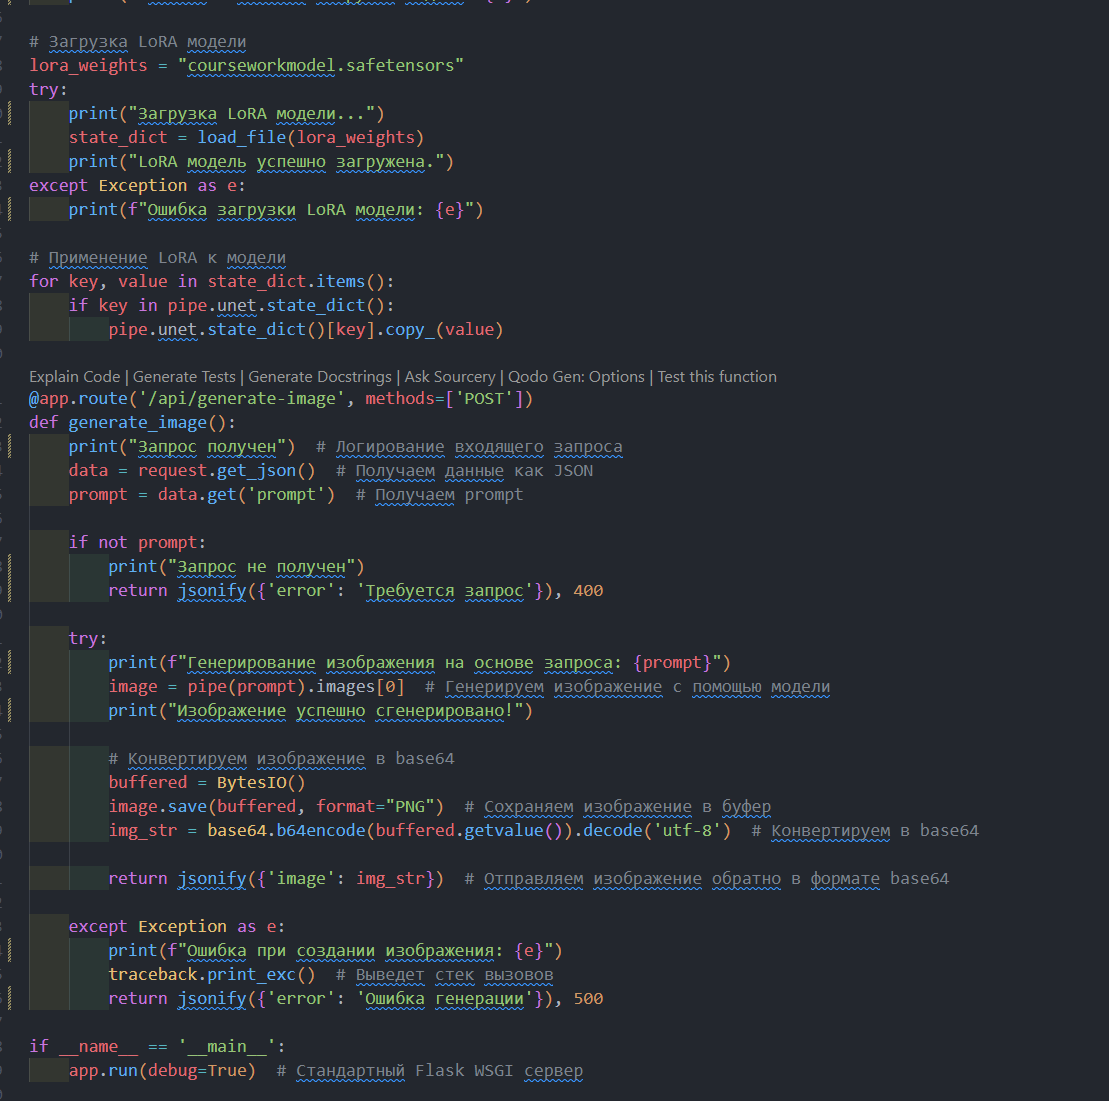 # Загрузка LoRA модели
lora_weights = "courseworkmodel.safetensors"
try:
    print("Загрузка LoRA модели...")
    state_dict = load_file(lora_weights)
    print("LoRA модель успешно загружена.")
except Exception as e:
    print(f"Ошибка загрузки LoRA модели: {e}")
# Применение LoRA к модели
for key, value in state_dict.items():
    if key in pipe.unet.state_dict():
        pipe.unet.state_dict()[key].copy_(value)
Explain Code | Generate Tests | Generate Docstrings | Ask Sourcery | Qodo Gen: Options | Test this function
@app.route('/api/generate-image', methods=['POST'])
def generate_image():
    print("Запрос получен")  # Логирование входящего запроса
    data = request.get_json()  # Получаем данные как JSON
    prompt = data.get('prompt')  # Получаем prompt
    if not prompt:
        print("Запрос не получен")
        return jsonify({'error': 'Требуется запрос'}), 400
    try:
        print(f"Генерирование изображения на основе запроса: {prompt}")
        image = pipe(prompt).images[0]  # Генерируем изображение с помощью модели
        print("Изображение успешно сгенерировано!")
        # Конвертируем изображение в base64
        buffered = BytesIO()
        image.save(buffered, format="PNG")  # Сохраняем изображение в буфер
        img_str = base64.b64encode(buffered.getvalue()).decode('utf-8')  # Конвертируем в base64
        return jsonify({'image': img_str})  # Отправляем изображение обратно в формате base64
    except Exception as e:
        print(f"Ошибка при создании изображения: {e}")
        traceback.print_exc()  # Выведет стек вызовов
        return jsonify({'error': 'Ошибка генерации'}), 500
if __name__ == '__main__':
    app.run(debug=True)  # Стандартный Flask WSGI сервер